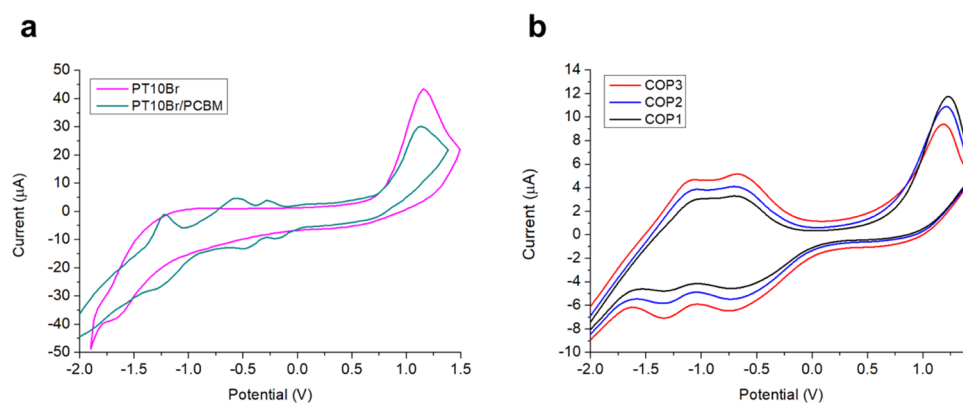 a
50
40
30
20
10
0
-10
-20
-30
-40
-50
-2.0 -1.5 -1.0 -0.5 0.0 0.5 1.0 1.5
Current (μA)
Potential (V)
PT10Br
PT10Br/PCBM
b
14
12
10
8
6
4
2
0
-2
-4
-6
-8
-10
-2.0 -1.5 -1.0 -0.5 0.0 0.5 1.0
Current (μA)
Potential (V)
COP3
COP2
COP1